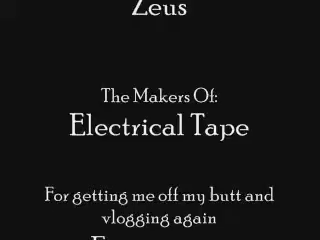 Zeus
The Makers Of:
Electrical Tape
For getting me off my butt and
vlogging again